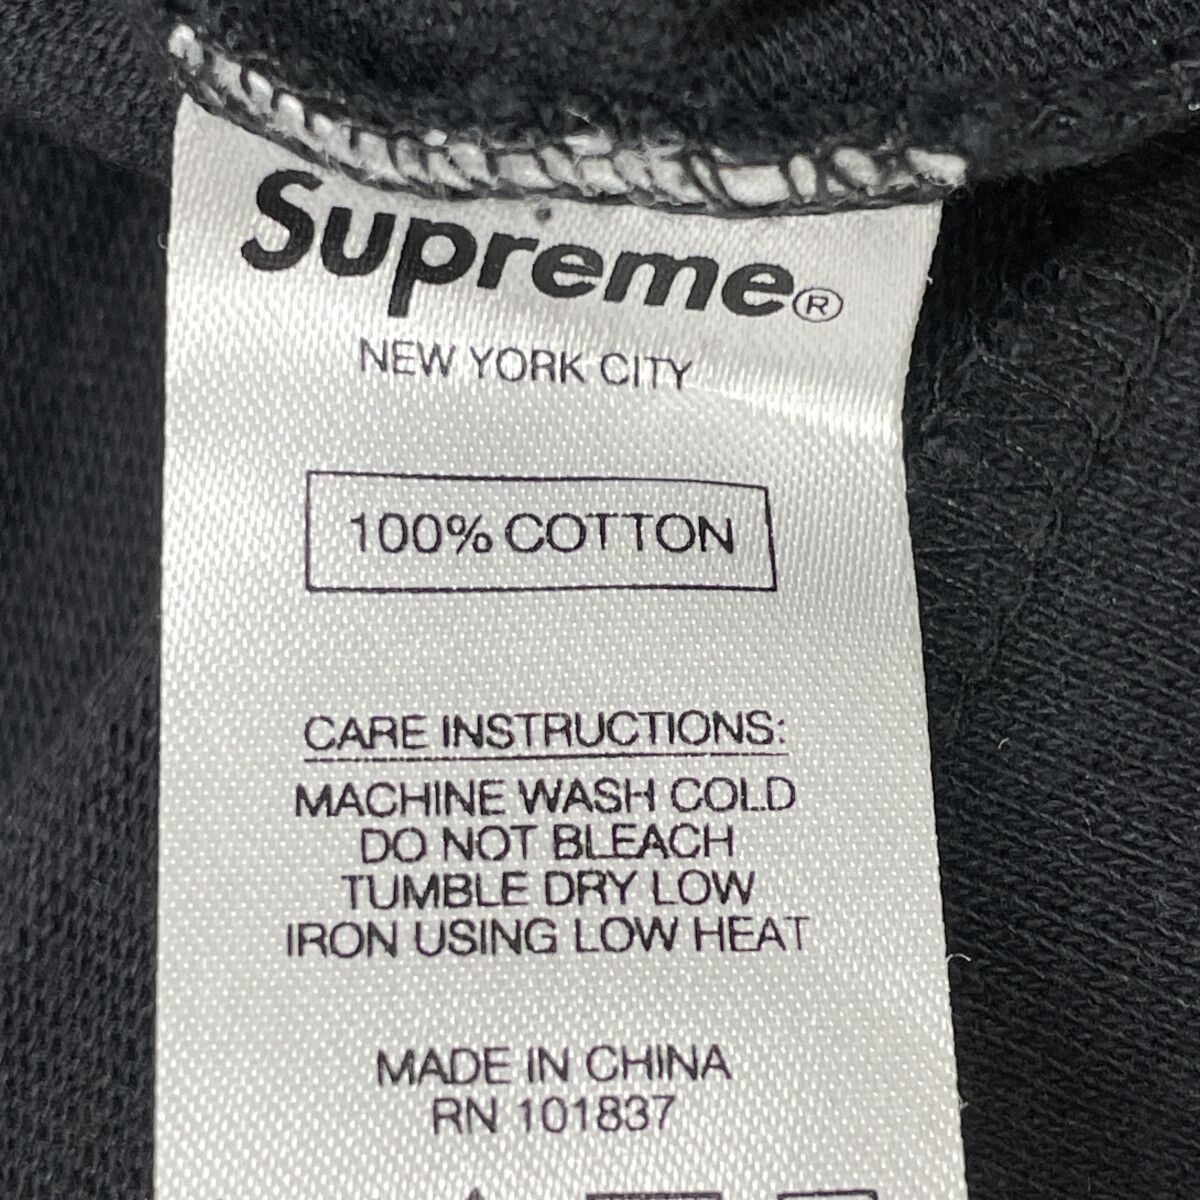 Supreme®
NEW YORK CITY
100% COTTON
CARE INSTRUCTIONS:
MACHINE WASH COLD
DO NOT BLEACH
TUMBLE DRY LOW
IRON USING LOW HEAT
MADE IN CHINA
RN 101837